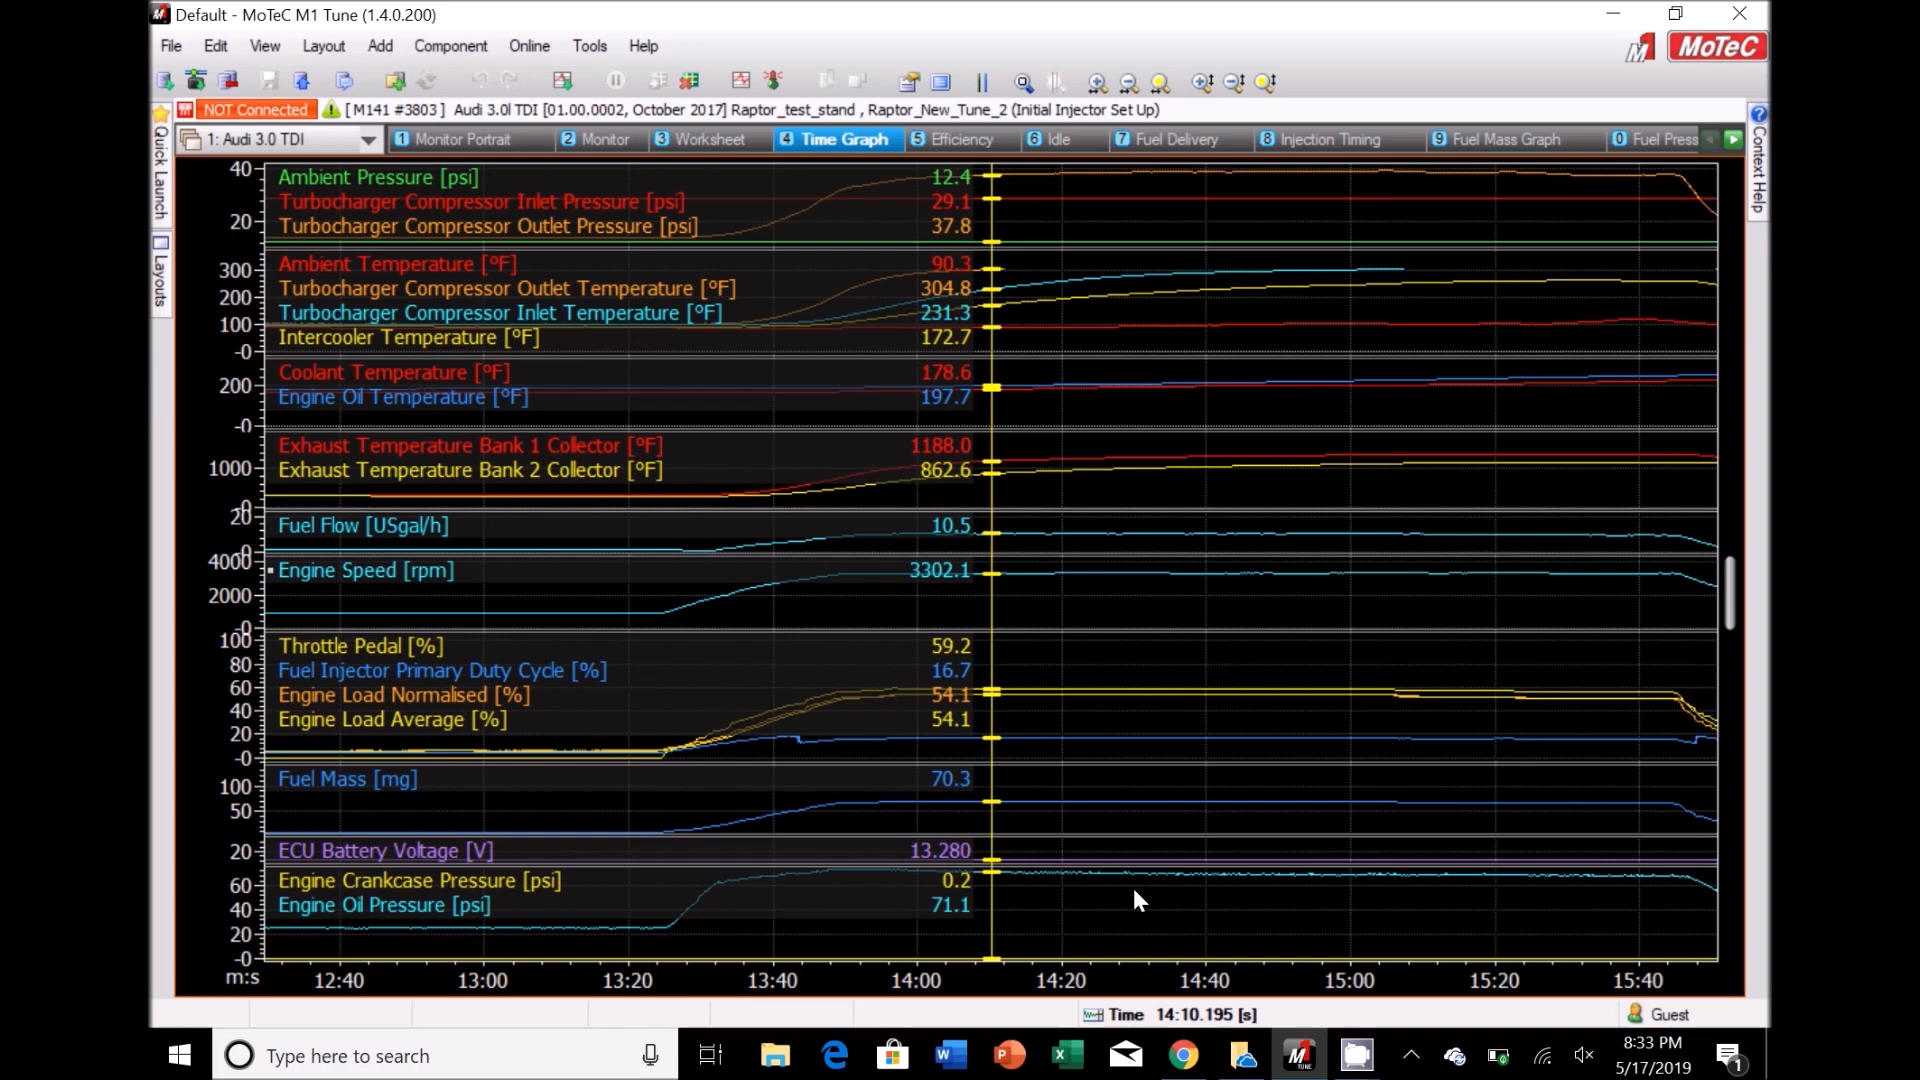 Default - MoTeC M1 Tune (1.4.0.200)
File Edit View Layout Add Component Online Tools Help
MoTeC
NOT Connected [ M141 #3803 ] Audi 3.0l TDI [01.00.0002, October 2017] Raptor_test_stand , Raptor_New_Tune_2 (Initial Injector Set Up)
1: Audi 3.0 TDI 1 Monitor Portrait 2 Monitor 3 Worksheet 4 Time Graph 5 Efficiency 6 Idle 7 Fuel Delivery 8 Injection Timing 9 Fuel Mass Graph 0 Fuel Press
Quick Launch
Layouts
Context Help
40
20
Ambient Pressure [psi] 12.4
Turbocharger Compressor Inlet Pressure [psi] 29.1
Turbocharger Compressor Outlet Pressure [psi] 37.8
300
200
100
-0
Ambient Temperature [°F] 90.3
Turbocharger Compressor Outlet Temperature [°F] 304.8
Turbocharger Compressor Inlet Temperature [°F] 231.3
Intercooler Temperature [°F] 172.7
200
-0
Coolant Temperature [°F] 178.6
Engine Oil Temperature [°F] 197.7
1000
-0
Exhaust Temperature Bank 1 Collector [°F] 1188.0
Exhaust Temperature Bank 2 Collector [°F] 862.6
20
-0
Fuel Flow [USgal/h] 10.5
4000
2000
-0
Engine Speed [rpm] 3302.1
100
80
60
40
20
-0
Throttle Pedal [%] 59.2
Fuel Injector Primary Duty Cycle [%] 16.7
Engine Load Normalised [%] 54.1
Engine Load Average [%] 54.1
100
50
Fuel Mass [mg] 70.3
20
ECU Battery Voltage [V] 13.280
60
40
20
-0
Engine Crankcase Pressure [psi] 0.2
Engine Oil Pressure [psi] 71.1
m:s 12:40 13:00 13:20 13:40 14:00 14:20 14:40 15:00 15:20 15:40
Time 14:10.195 [s] Guest
Type here to search
8:33 PM
5/17/2019
1